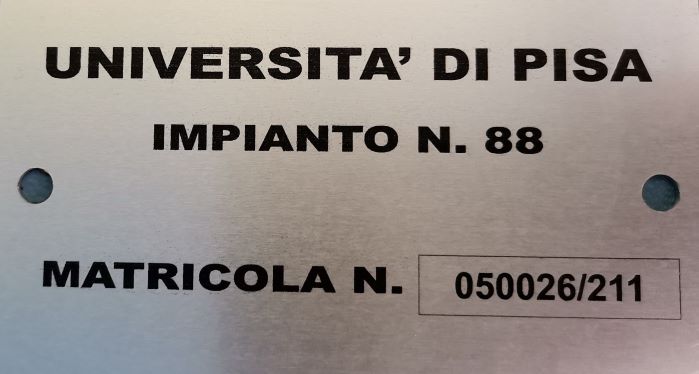 UNIVERSITA' DI PISA
IMPIANTO N. 88
MATRICOLA N. 050026/211